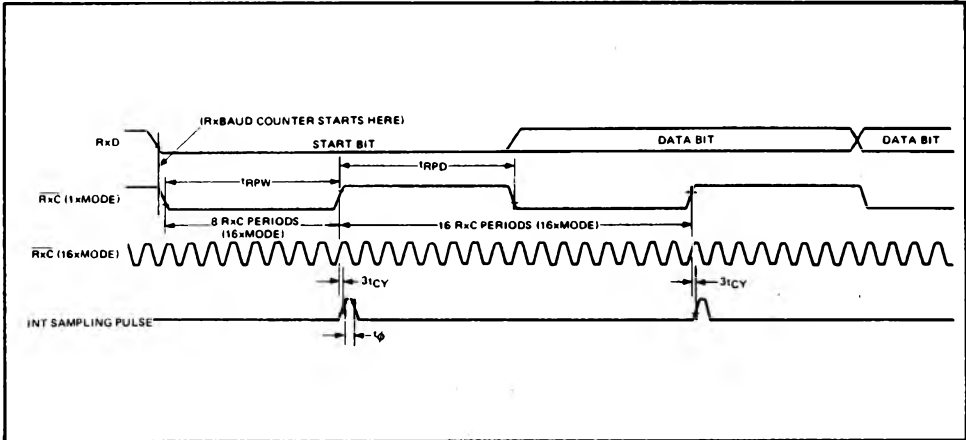 (RxBAUD COUNTER STARTS HERE)
RxD
START BIT
DATA BIT
DATA BIT
tRPW
tRPD
RxC (1xMODE)
8 RxC PERIODS
(16xMODE)
16 RxC PERIODS (16xMODE)
RxC (16xMODE)
3tCY
3tCY
INT SAMPLING PULSE
tϕ